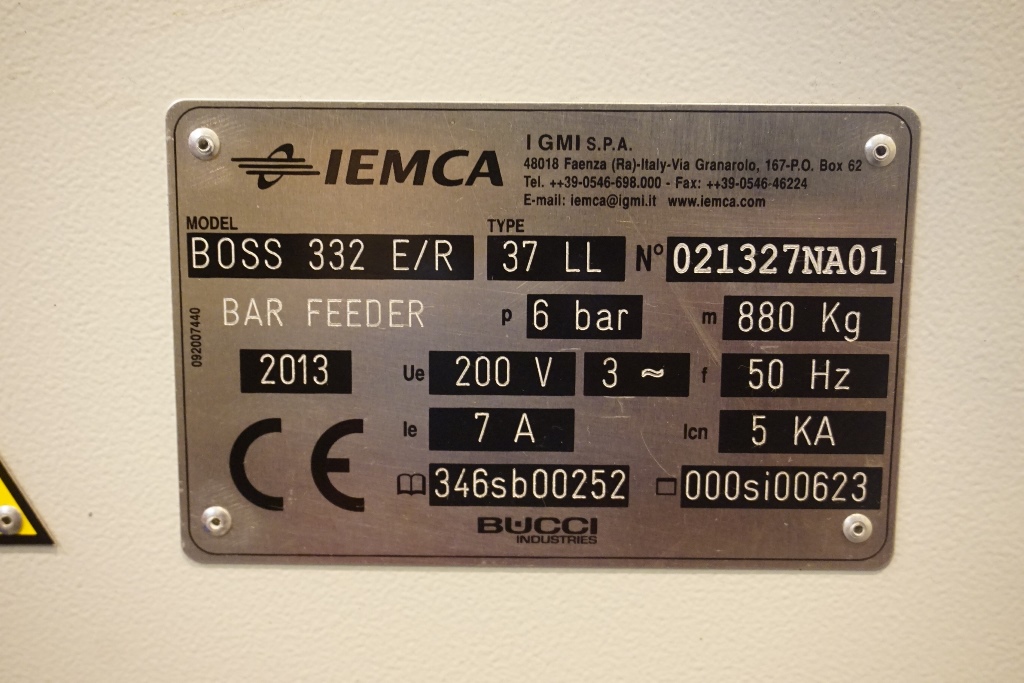 IEMCA
I GMI S.P.A.
48018 Faenza (Ra)-Italy-Via Granarolo, 167-P.O. Box 62
Tel. ++39-0546-698.000 - Fax: ++39-0546-46224
E-mail: iemca@igmi.it www.iemca.com
MODEL TYPE
BOSS 332 E/R 37 LL N° 021327NA01
BAR FEEDER p 6 bar m 880 Kg
092007440
2013 Ue 200 V 3 ~ f 50 Hz
CE Ie 7 A Icn 5 KA
346sb00252 000si00623
BUCCI
INDUSTRIES